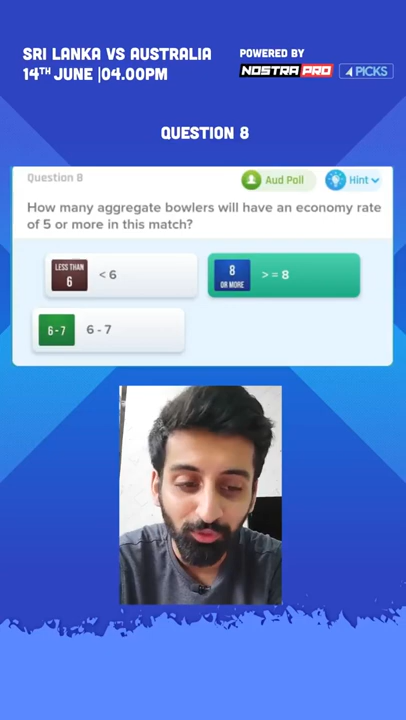 SRI LANKA VS AUSTRALIA
14TH JUNE |04.00PM
POWERED BY
NOSTRA PRO
PICKS
QUESTION 8
Question 8
Aud Poll
Hint
How many aggregate bowlers will have an economy rate
of 5 or more in this match?
LESS THAN
6
< 6
8
OR MORE
> = 8
6-7
6 - 7